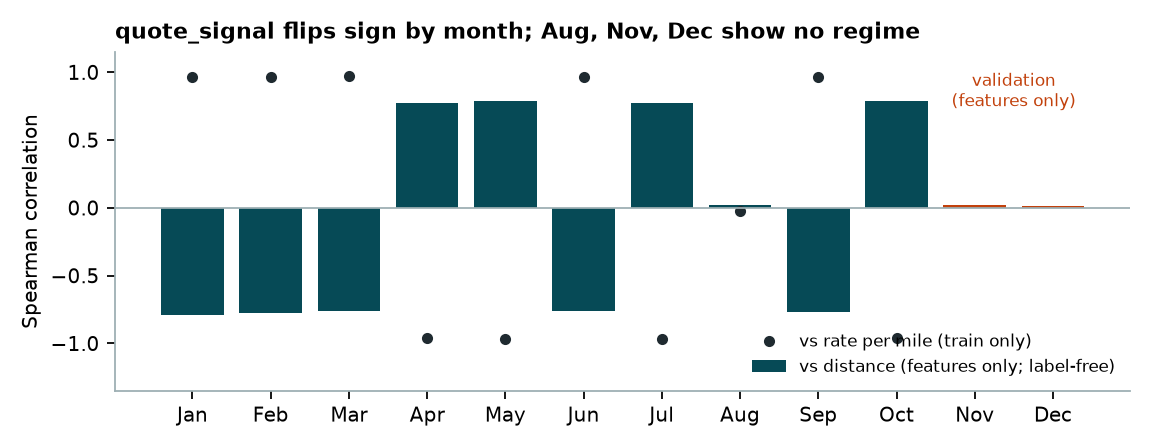 quote_signal flips sign by month; Aug, Nov, Dec show no regime
Spearman correlation
1.0
0.5
0.0
−0.5
−1.0
validation
(features only)
vs rate per mile (train only)
vs distance (features only; label-free)
Jan Feb Mar Apr May Jun Jul Aug Sep Oct Nov Dec